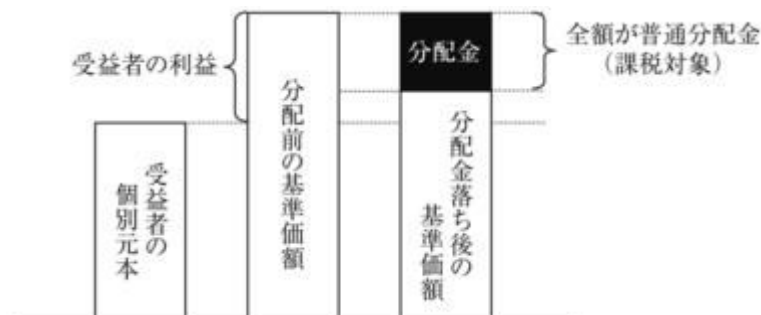 受益者の利益
分配金
全額が普通分配金
（課税対象）
受益者の
個別元本
分配前の基準価額
分配金落ち後の
基準価額